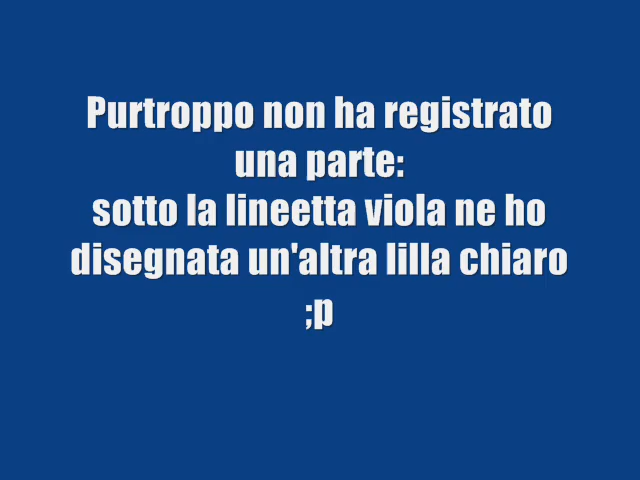 Purtroppo non ha registrato
una parte:
sotto la lineetta viola ne ho
disegnata un'altra lilla chiaro
;p